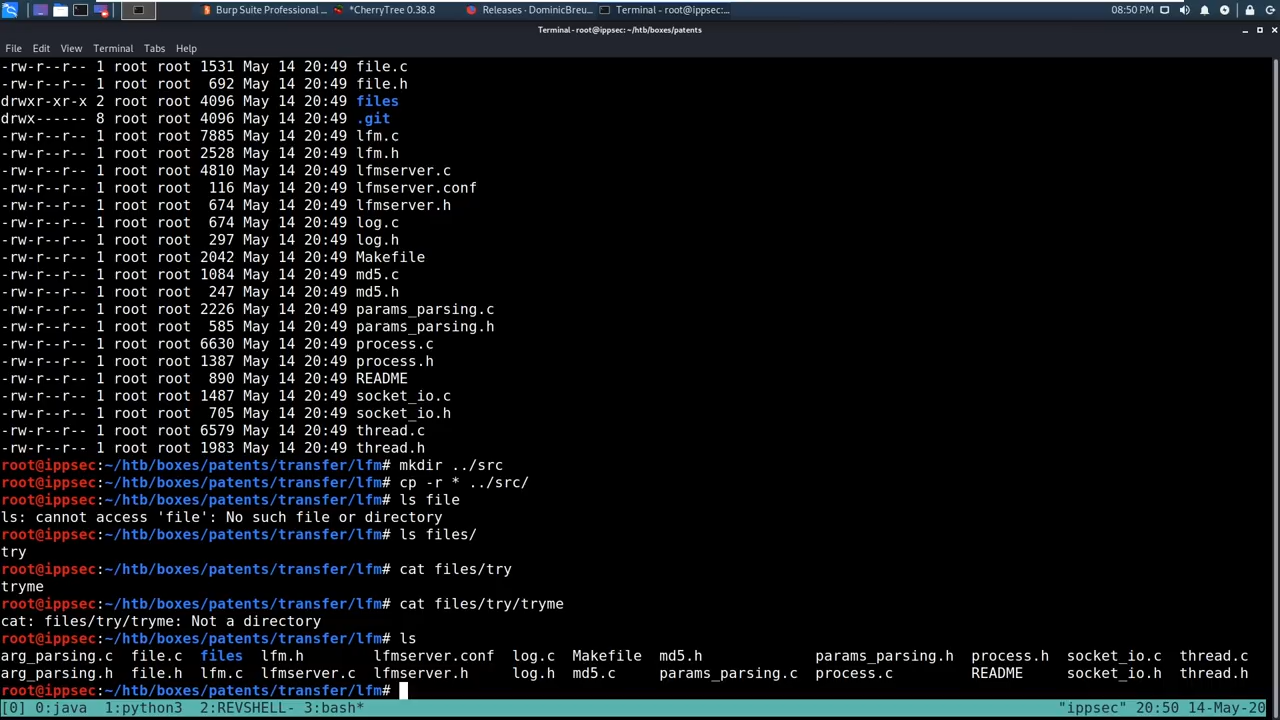 Burp Suite Professional ... *CherryTree 0.38.8 Releases - DominicBreu... Terminal - root@ippsec:... 08:50 PM
Terminal - root@ippsec: ~/htb/boxes/patents
File Edit View Terminal Tabs Help
-rw-r--r-- 1 root root 1531 May 14 20:49 file.c
-rw-r--r-- 1 root root  692 May 14 20:49 file.h
drwxr-xr-x 2 root root 4096 May 14 20:49 files
drwx------ 8 root root 4096 May 14 20:49 .git
-rw-r--r-- 1 root root 7885 May 14 20:49 lfm.c
-rw-r--r-- 1 root root 2528 May 14 20:49 lfm.h
-rw-r--r-- 1 root root 4810 May 14 20:49 lfmserver.c
-rw-r--r-- 1 root root  116 May 14 20:49 lfmserver.conf
-rw-r--r-- 1 root root  674 May 14 20:49 lfmserver.h
-rw-r--r-- 1 root root  674 May 14 20:49 log.c
-rw-r--r-- 1 root root  297 May 14 20:49 log.h
-rw-r--r-- 1 root root 2042 May 14 20:49 Makefile
-rw-r--r-- 1 root root 1084 May 14 20:49 md5.c
-rw-r--r-- 1 root root  247 May 14 20:49 md5.h
-rw-r--r-- 1 root root 2226 May 14 20:49 params_parsing.c
-rw-r--r-- 1 root root  585 May 14 20:49 params_parsing.h
-rw-r--r-- 1 root root 6630 May 14 20:49 process.c
-rw-r--r-- 1 root root 1387 May 14 20:49 process.h
-rw-r--r-- 1 root root  890 May 14 20:49 README
-rw-r--r-- 1 root root 1487 May 14 20:49 socket_io.c
-rw-r--r-- 1 root root  705 May 14 20:49 socket_io.h
-rw-r--r-- 1 root root 6579 May 14 20:49 thread.c
-rw-r--r-- 1 root root 1983 May 14 20:49 thread.h
root@ippsec:~/htb/boxes/patents/transfer/lfm# mkdir ../src
root@ippsec:~/htb/boxes/patents/transfer/lfm# cp -r * ../src/
root@ippsec:~/htb/boxes/patents/transfer/lfm# ls file
ls: cannot access 'file': No such file or directory
root@ippsec:~/htb/boxes/patents/transfer/lfm# ls files/
try
root@ippsec:~/htb/boxes/patents/transfer/lfm# cat files/try
tryme
root@ippsec:~/htb/boxes/patents/transfer/lfm# cat files/try/tryme
cat: files/try/tryme: Not a directory
root@ippsec:~/htb/boxes/patents/transfer/lfm# ls
arg_parsing.c file.c files lfm.h lfmserver.conf log.c Makefile md5.h params_parsing.h process.h socket_io.c thread.c
arg_parsing.h file.h lfm.c lfmserver.c lfmserver.h log.h md5.c params_parsing.c process.c README socket_io.h thread.h
root@ippsec:~/htb/boxes/patents/transfer/lfm#
[0] 0:java 1:python3 2:REVSHELL- 3:bash* "ippsec" 20:50 14-May-20